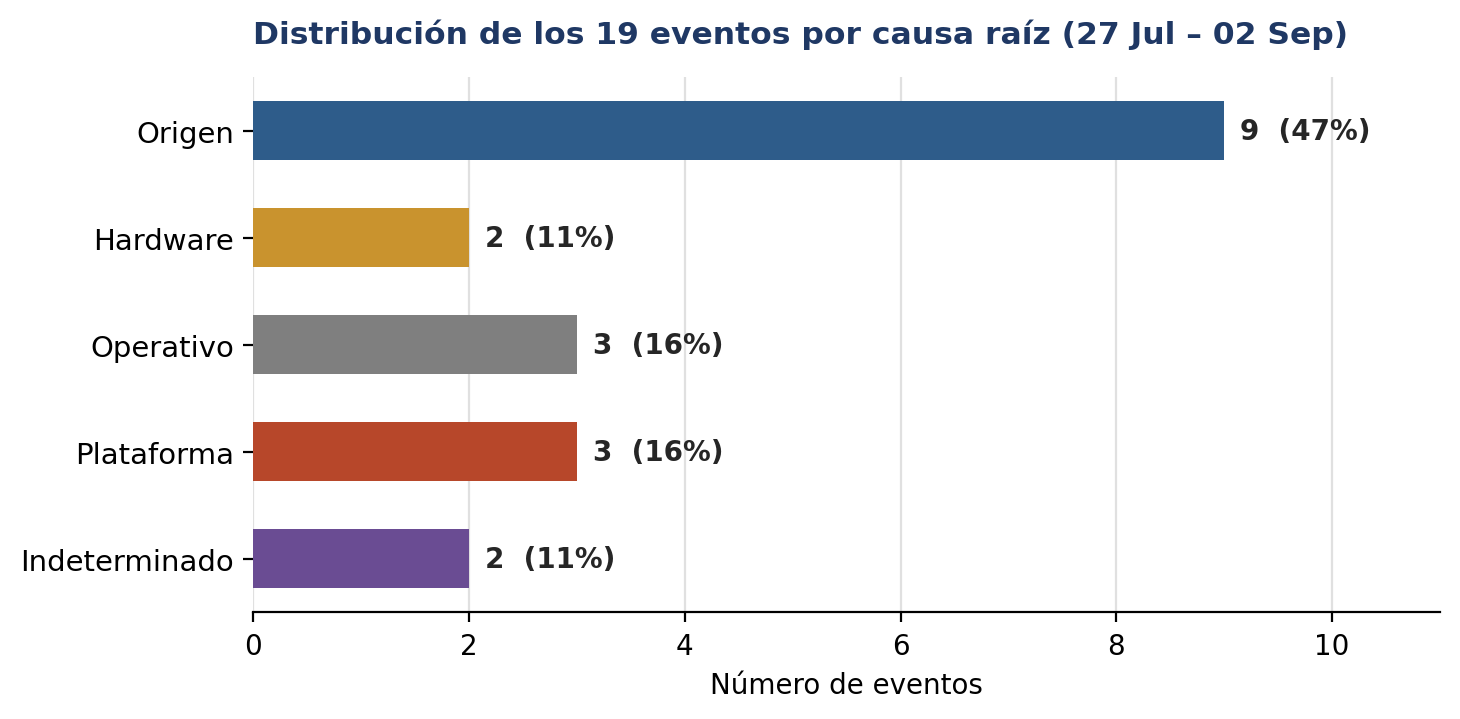 Distribución de los 19 eventos por causa raíz (27 Jul – 02 Sep)
Origen 9 (47%)
Hardware 2 (11%)
Operativo 3 (16%)
Plataforma 3 (16%)
Indeterminado 2 (11%)
0 2 4 6 8 10
Número de eventos